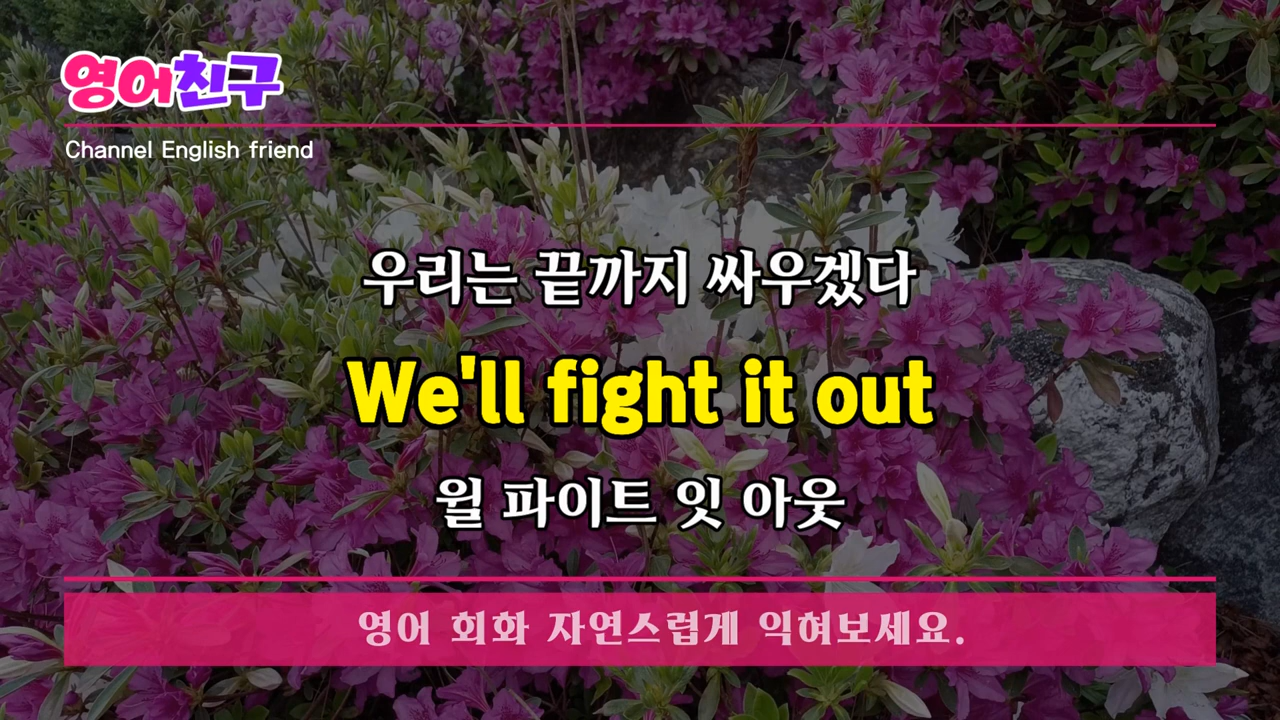 영어친구
Channel English friend
우리는 끝까지 싸우겠다
We'll fight it out
윌 파이트 잇 아웃
영어 회화 자연스럽게 익혀보세요.